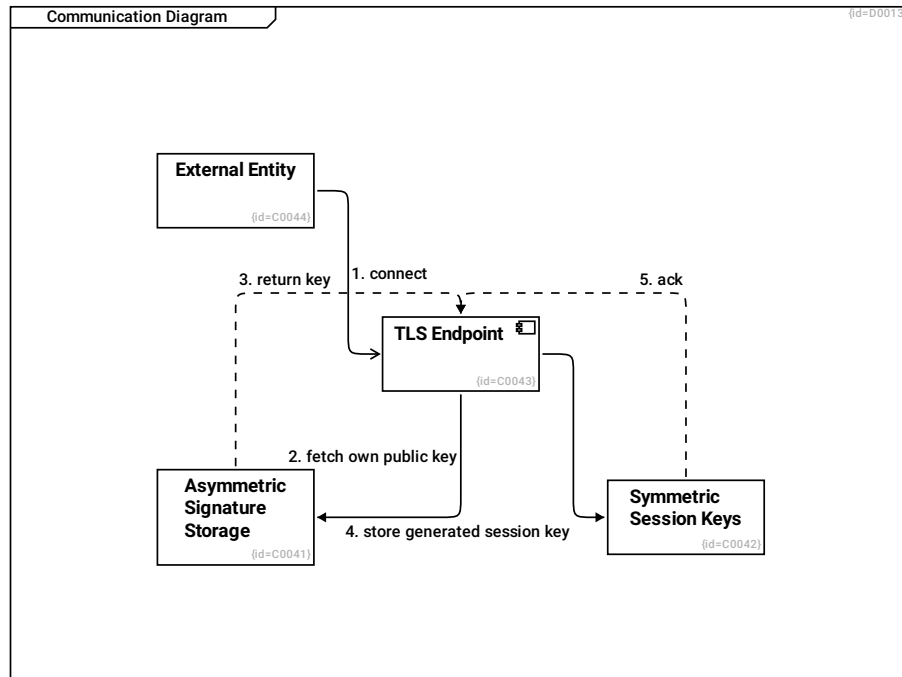 Communication Diagram
{id=D0013
External Entity
{id=C0044}
1. connect
3. return key
5. ack
TLS Endpoint
{id=C0043}
2. fetch own public key
Asymmetric
Signature
Storage
{id=C0041}
4. store generated session key
Symmetric
Session Keys
{id=C0042}